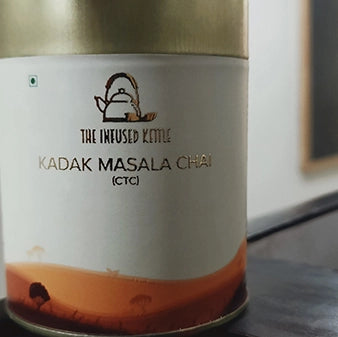 THE INFUSED KETTLE
KADAK MASALA CHAI
(CTC)